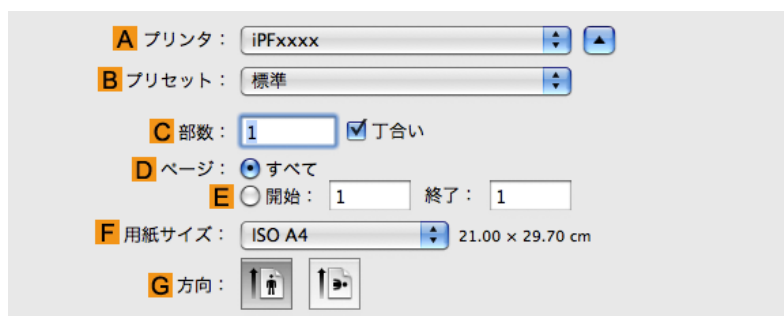 A プリンタ： iPFxxxx
B プリセット： 標準
C 部数： 1 丁合い
D ページ： すべて
E 開始： 1 終了： 1
F 用紙サイズ： ISO A4 21.00 × 29.70 cm
G 方向：